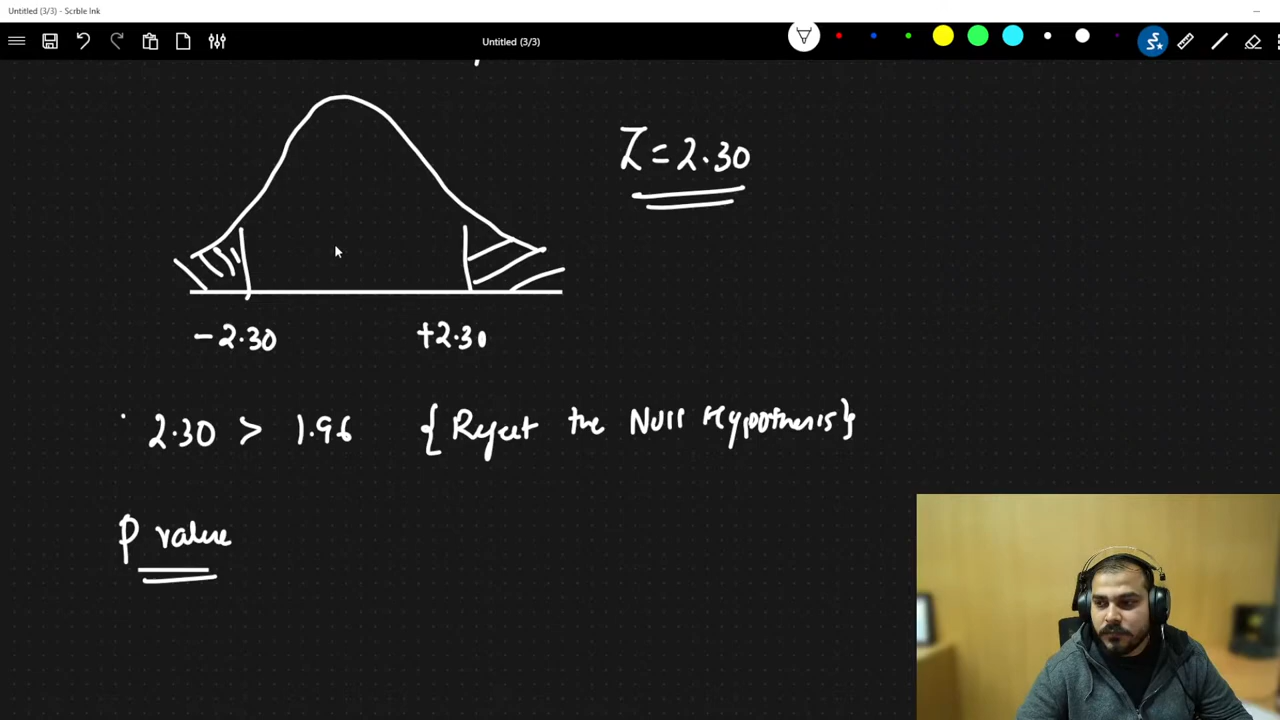 Untitled (3/3) - Scrble Ink
Untitled (3/3)
Z = 2.30
-2.30 +2.30
2.30 > 1.96 {Reject the Null Hypothesis}
P value